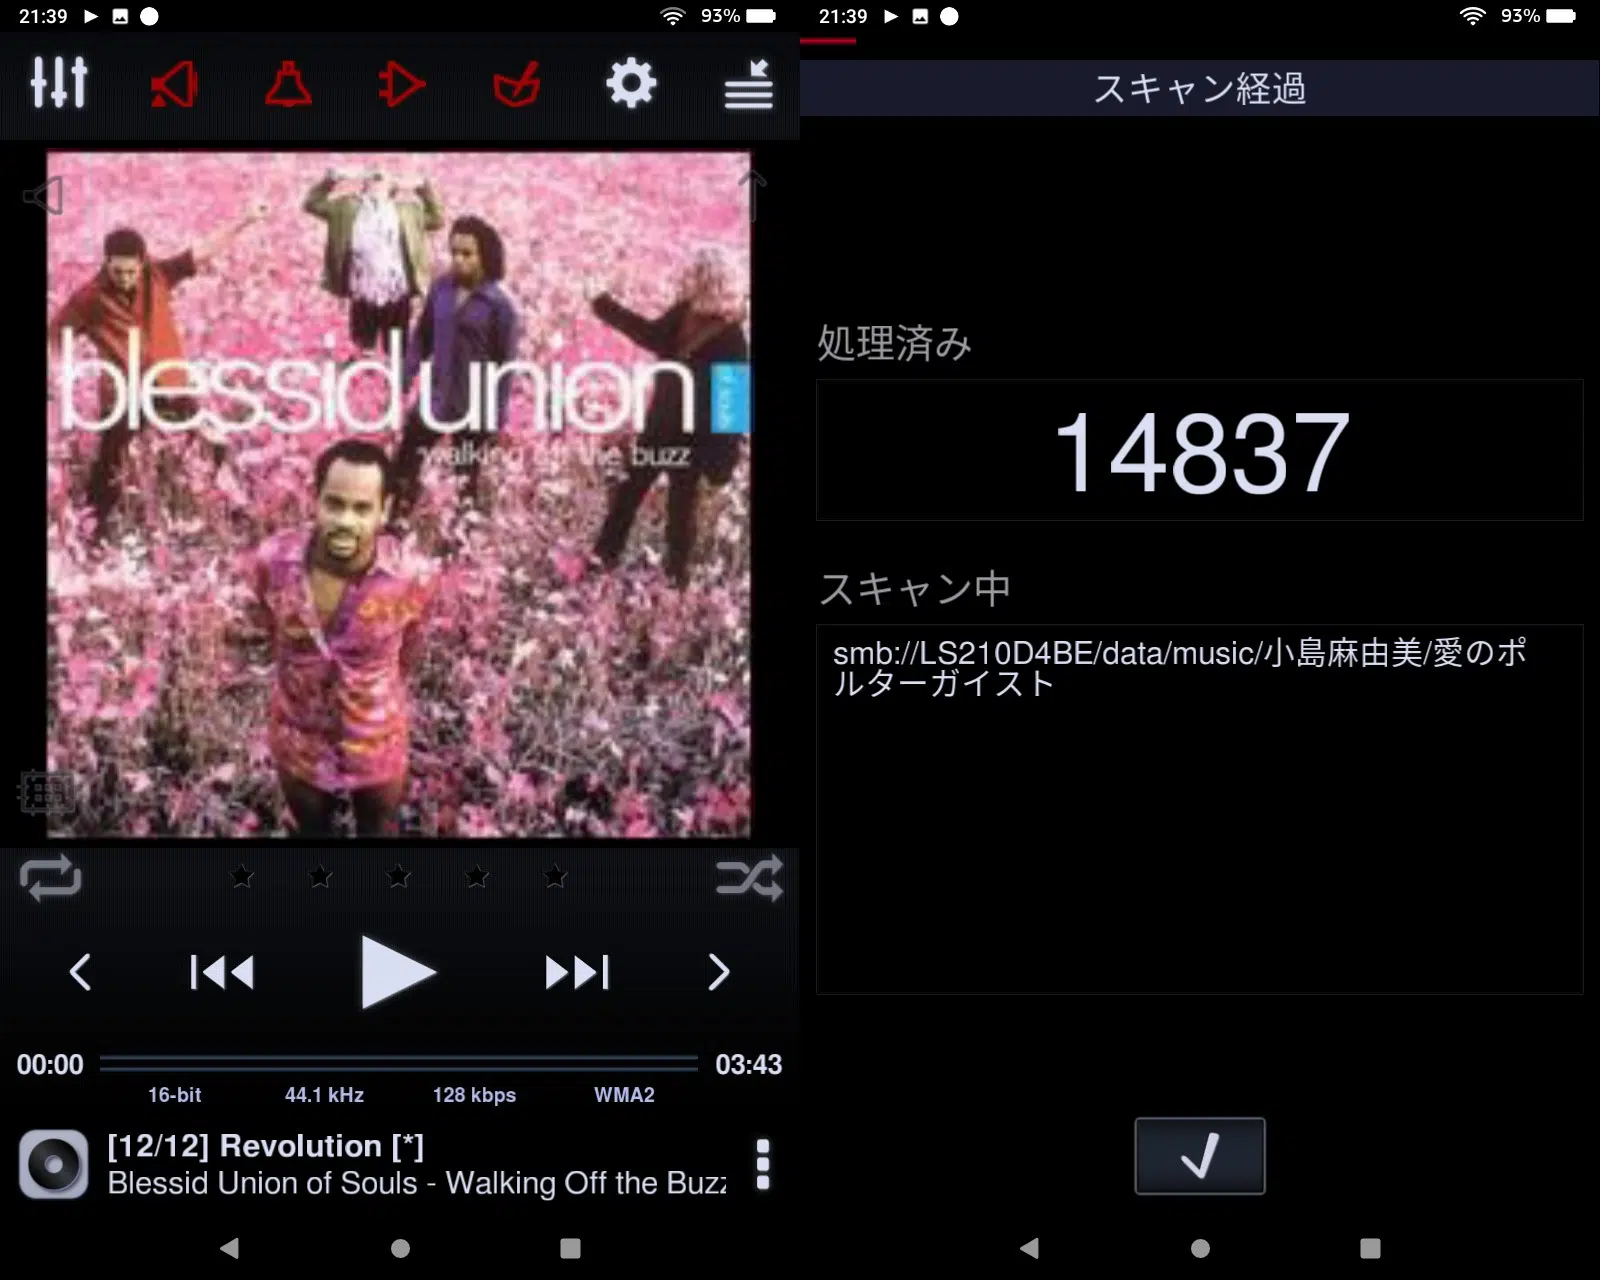 21:39
93%
blessid union
of souls
walking off the buzz
00:00
03:43
16-bit
44.1 kHz
128 kbps
WMA2
[12/12] Revolution [*]
Blessid Union of Souls - Walking Off the Buzz
21:39
93%
スキャン経過
処理済み
14837
スキャン中
smb://LS210D4BE/data/music/小島麻由美/愛のポ
ルターガイスト